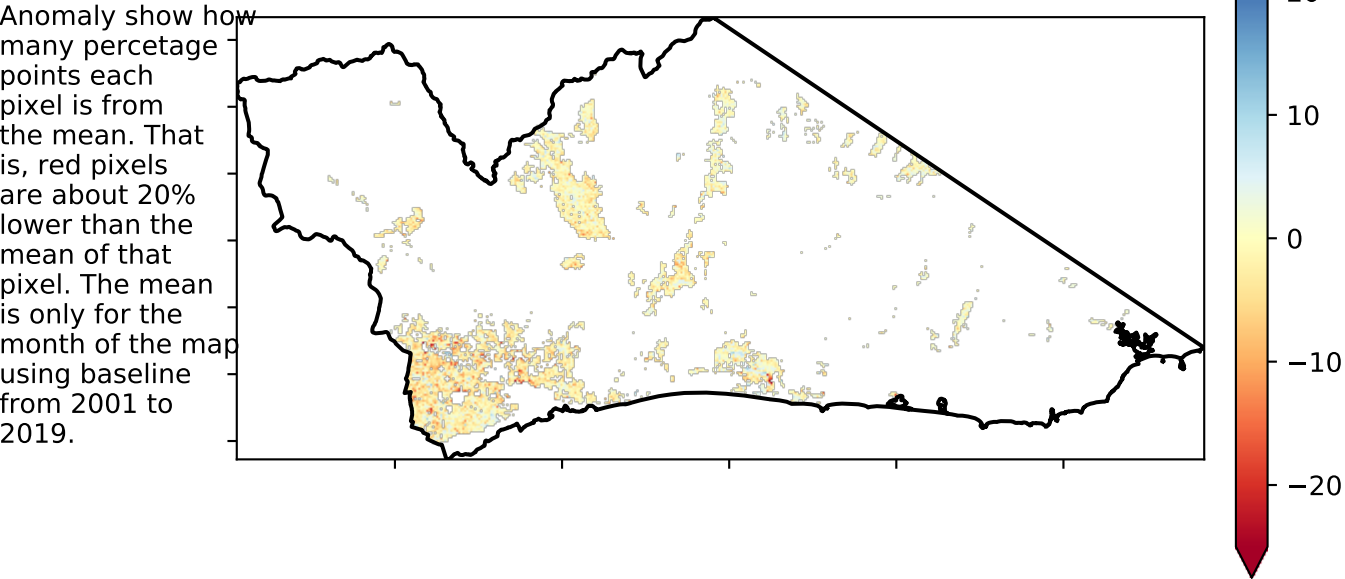 Anomaly show how
many percetage
points each
pixel is from
the mean. That
is, red pixels
are about 20%
lower than the
mean of that
pixel. The mean
is only for the
month of the map
using baseline
from 2001 to
2019.
10
0
−10
−20